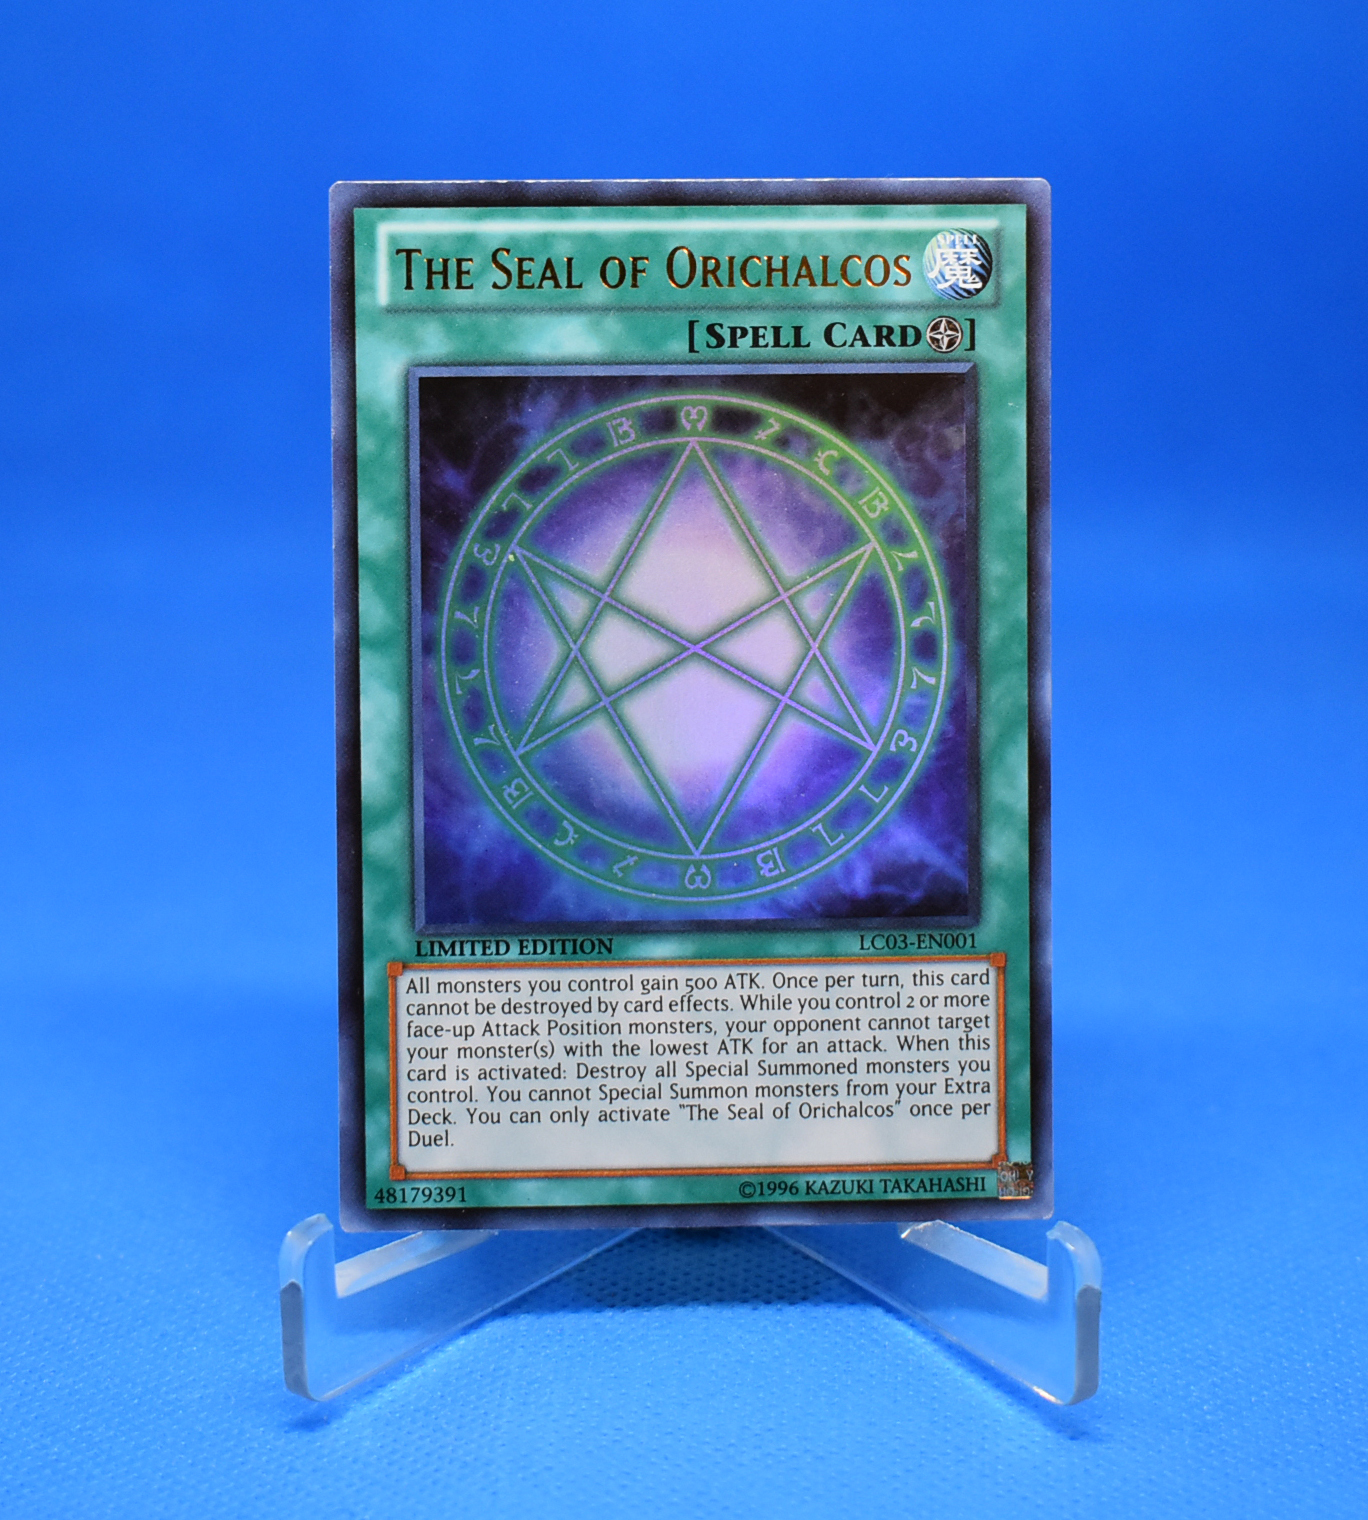 THE SEAL OF ORICHALCOS
SPELL
魔
[SPELL CARD]
LIMITED EDITION
LC03-EN001
All monsters you control gain 500 ATK. Once per turn, this card
cannot be destroyed by card effects. While you control 2 or more
face-up Attack Position monsters, your opponent cannot target
your monster(s) with the lowest ATK for an attack. When this
card is activated: Destroy all Special Summoned monsters you
control. You cannot Special Summon monsters from your Extra
Deck. You can only activate "The Seal of Orichalcos" once per
Duel.
48179391
©1996 KAZUKI TAKAHASHI